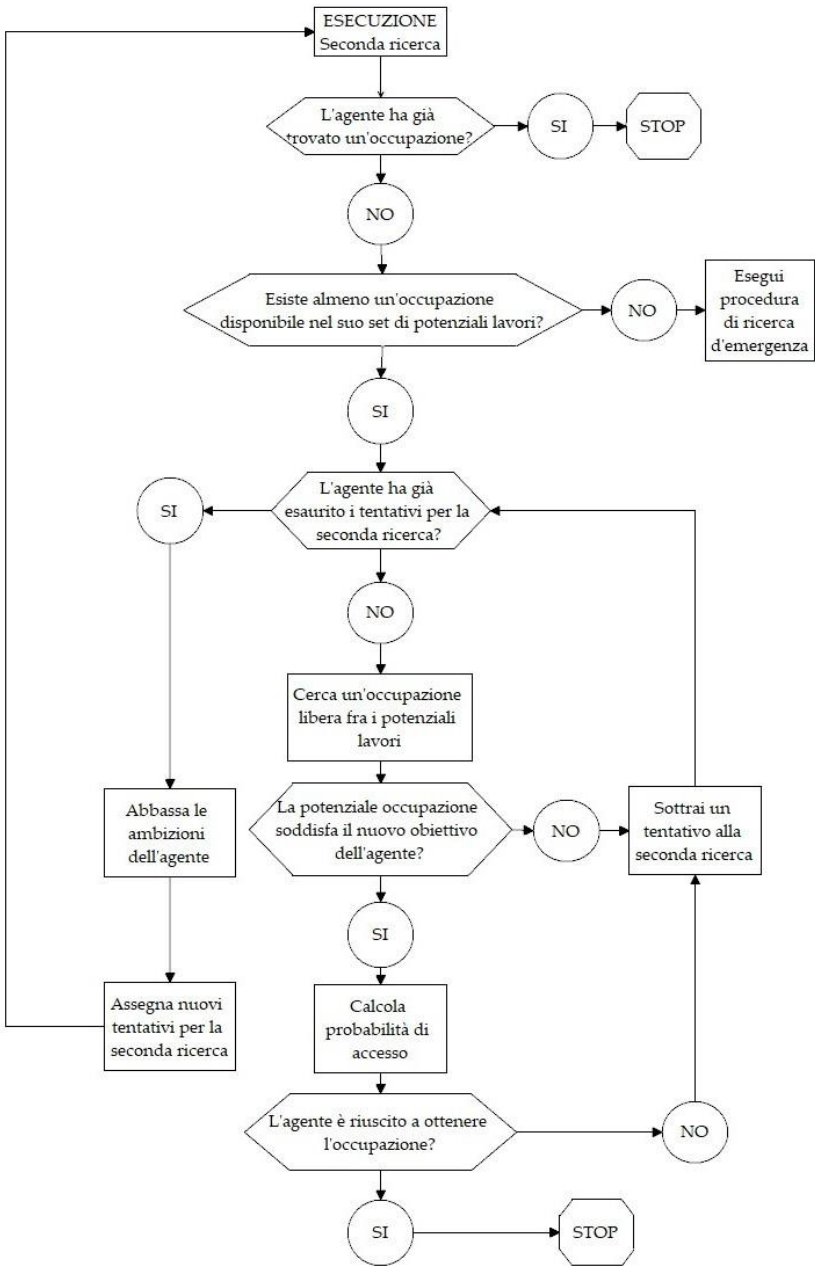 ESECUZIONE
Seconda ricerca
L'agente ha già
trovato un'occupazione?
SI
STOP
NO
Esiste almeno un'occupazione
disponibile nel suo set di potenziali lavori?
NO
Esegui
procedura
di ricerca
d'emergenza
SI
L'agente ha già
esaurito i tentativi per la
seconda ricerca?
SI
NO
Cerca un'occupazione
libera fra i potenziali
lavori
Abbassa le
ambizioni
dell'agente
La potenziale occupazione
soddisfa il nuovo obiettivo
dell'agente?
NO
Sottrai un
tentativo alla
seconda ricerca
SI
Assegna nuovi
tentativi per la
seconda ricerca
Calcola
probabilità di
accesso
L'agente è riuscito a ottenere
l'occupazione?
NO
SI
STOP